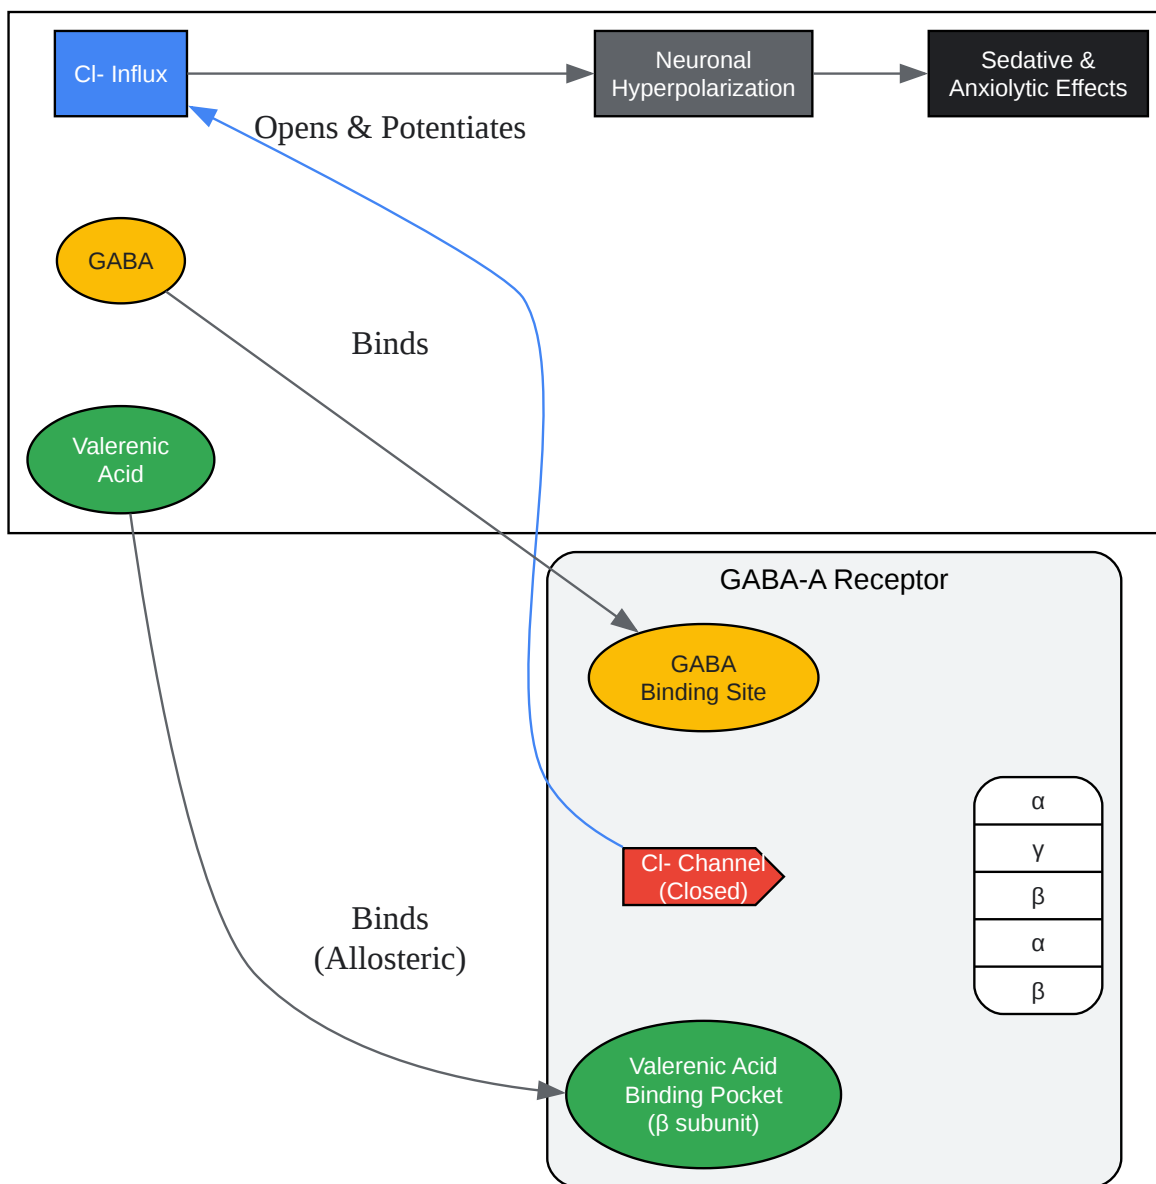 Cl- Influx
Neuronal
Hyperpolarization
Sedative &
Anxiolytic Effects
Opens & Potentiates
GABA
Binds
Valerenic
Acid
GABA-A Receptor
GABA
Binding Site
Cl- Channel
(Closed)
α
γ
β
α
β
Binds
(Allosteric)
Valerenic Acid
Binding Pocket
(β subunit)